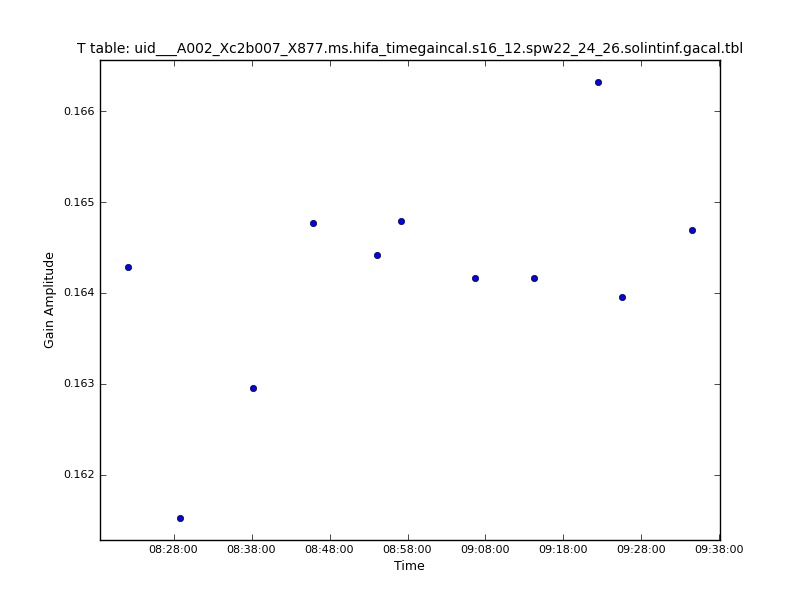 T table: uid___A002_Xc2b007_X877.ms.hifa_timegaincal.s16_12.spw22_24_26.solintinf.gacal.tbl
0.166
0.165
0.164
0.163
0.162
Gain Amplitude
08:28:00 08:38:00 08:48:00 08:58:00 09:08:00 09:18:00 09:28:00 09:38:00
Time